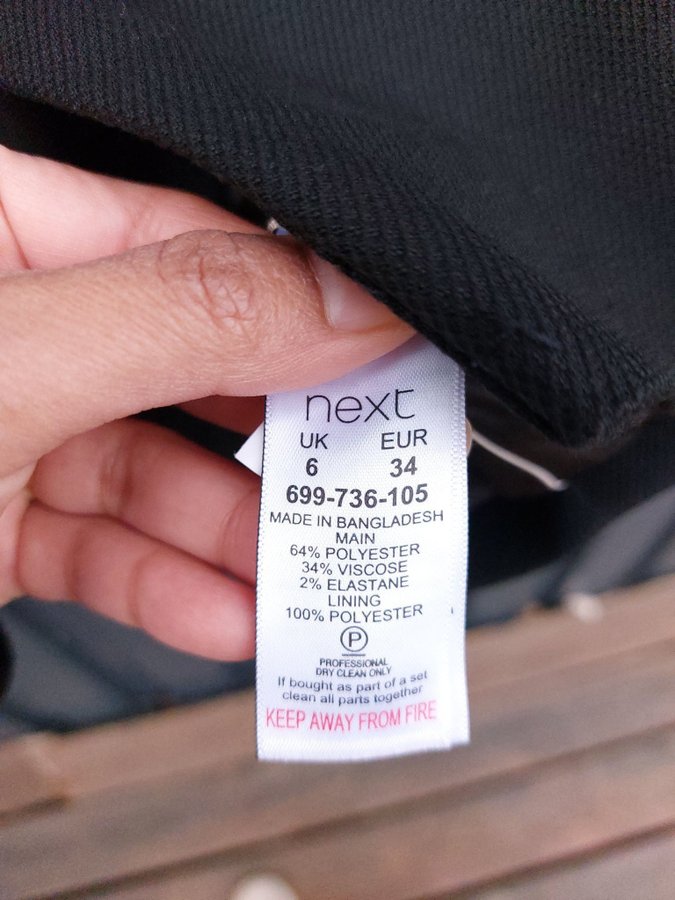 next
UK EUR
6 34
699-736-105
MADE IN BANGLADESH
MAIN
64% POLYESTER
34% VISCOSE
2% ELASTANE
LINING
100% POLYESTER
P
PROFESSIONAL
DRY CLEAN ONLY
If bought as part of a set
clean all parts together
KEEP AWAY FROM FIRE